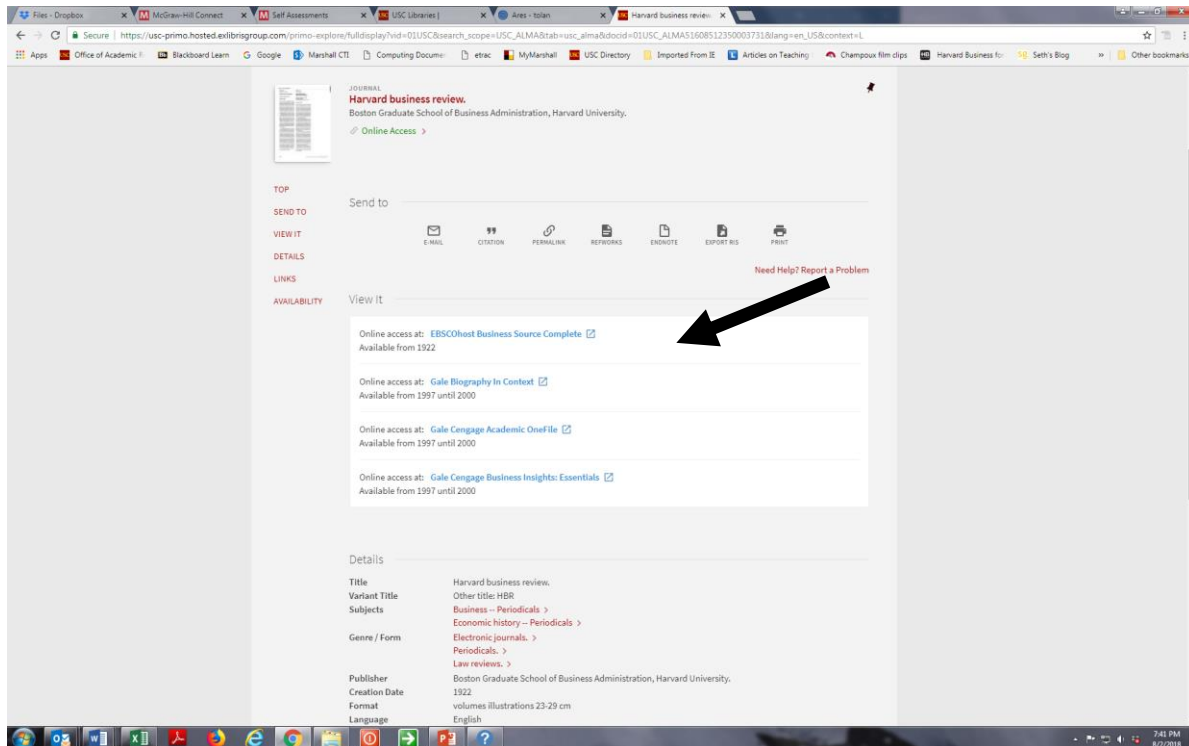 Files - Dropbox
McGraw-Hill Connect
Self Assessments
USC Libraries |
Ares - tolan
Harvard business review.
Secure | https://usc-primo.hosted.exlibrisgroup.com/primo-explore/fulldisplay?vid=01USC&search_scope=USC_ALMA&tab=usc_alma&docid=01USC_ALMA51608512350003731&lang=en_US&context=L
Apps Office of Academic Blackboard Learn Google Marshall CTL Computing Docume etrac MyMarshall USC Directory Imported From IE Articles on Teaching Champoux film clips Harvard Business for Seth's Blog » Other bookmarks
JOURNAL
Harvard business review.
Boston Graduate School of Business Administration, Harvard University.
Online Access >
TOP
SEND TO
VIEW IT
DETAILS
LINKS
AVAILABILITY
Send to
E-MAIL CITATION PERMALINK REFWORKS ENDNOTE EXPORT RIS PRINT
Need Help? Report a Problem
View It
Online access at: EBSCOhost Business Source Complete
Available from 1922
Online access at: Gale Biography In Context
Available from 1997 until 2000
Online access at: Gale Cengage Academic OneFile
Available from 1997 until 2000
Online access at: Gale Cengage Business Insights: Essentials
Available from 1997 until 2000
Details
Title Harvard business review.
Variant Title Other title: HBR
Subjects Business -- Periodicals >
Economic history -- Periodicals >
Genre / Form Electronic journals. >
Periodicals. >
Law reviews. >
Publisher Boston Graduate School of Business Administration, Harvard University.
Creation Date 1922
Format volumes illustrations 23-29 cm
Language English
7:41 PM
8/2/2018